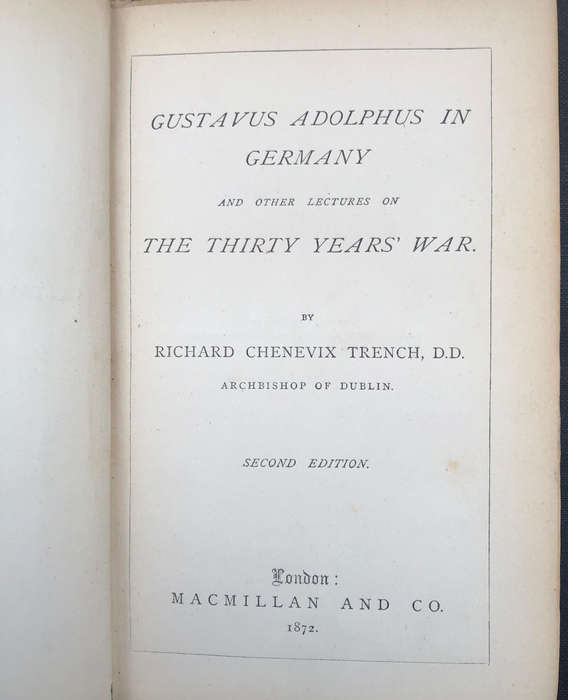 GUSTAVUS ADOLPHUS IN
GERMANY
AND OTHER LECTURES ON
THE THIRTY YEARS' WAR.
BY
RICHARD CHENEVIX TRENCH, D.D.
ARCHBISHOP OF DUBLIN.
SECOND EDITION.
London:
MACMILLAN AND CO.
1872.